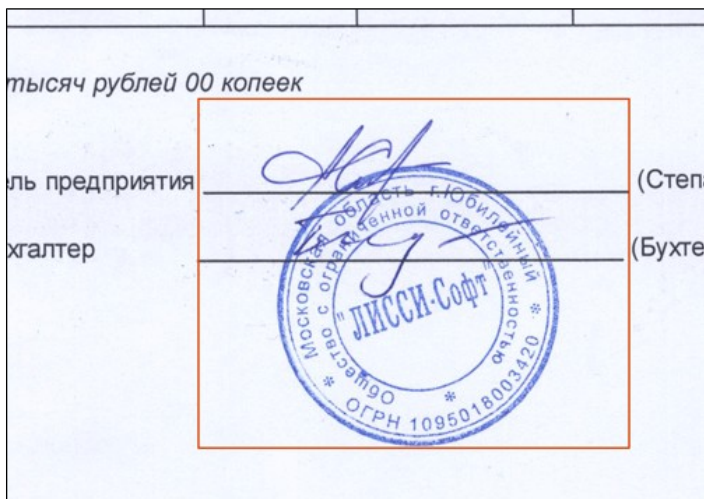 тысяч рублей 00 копеек
ель предприятия
(Степа
хгалтер
(Бухте
* Московская область г.Юбилейный *
ОГРН 1095018003420
Общество с ограниченной ответственностью *
"ЛИССИ-Софт"